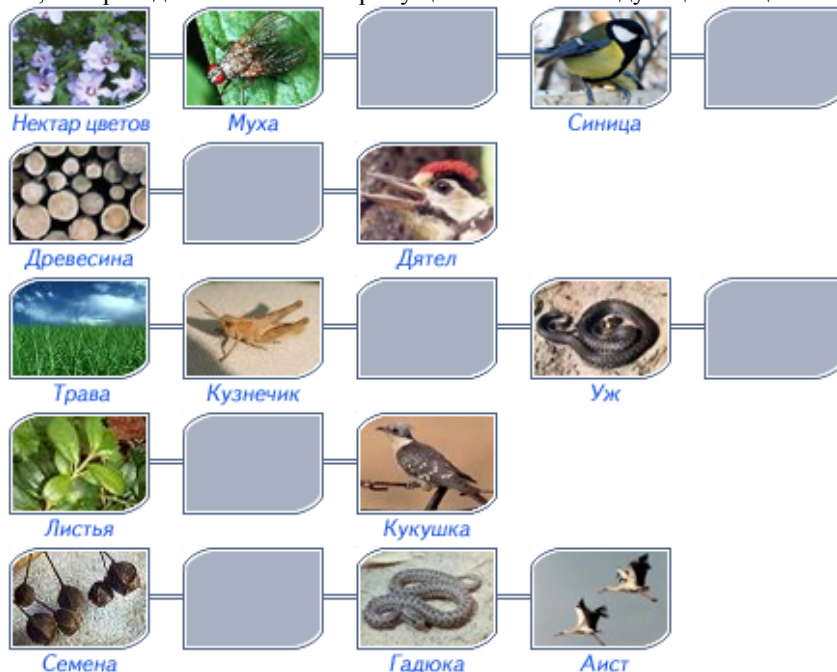 Нектар цветов Муха Синица
Древесина Дятел
Трава Кузнечик Уж
Листья Кукушка
Семена Гадюка Аист